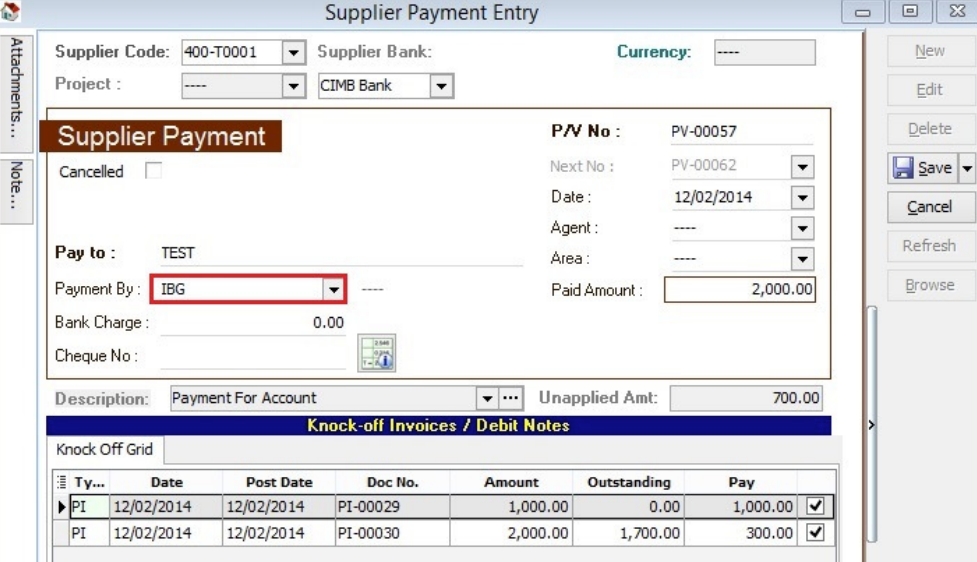 Supplier Payment Entry
Attachments...
Note...
Supplier Code: 400-T0001 Supplier Bank: Currency: ----
Project : ---- CIMB Bank
Supplier Payment
Cancelled
P/V No : PV-00057
Next No : PV-00062
Date : 12/02/2014
Agent : ----
Area : ----
Pay to : TEST
Payment By : IBG ----
Paid Amount : 2,000.00
Bank Charge : 0.00
Cheque No :
Description: Payment For Account ... Unapplied Amt: 700.00
Knock-off Invoices / Debit Notes
Knock Off Grid
Ty... Date Post Date Doc No. Amount Outstanding Pay
PI 12/02/2014 12/02/2014 PI-00029 1,000.00 0.00 1,000.00
PI 12/02/2014 12/02/2014 PI-00030 2,000.00 1,700.00 300.00
New
Edit
Delete
Save
Cancel
Refresh
Browse